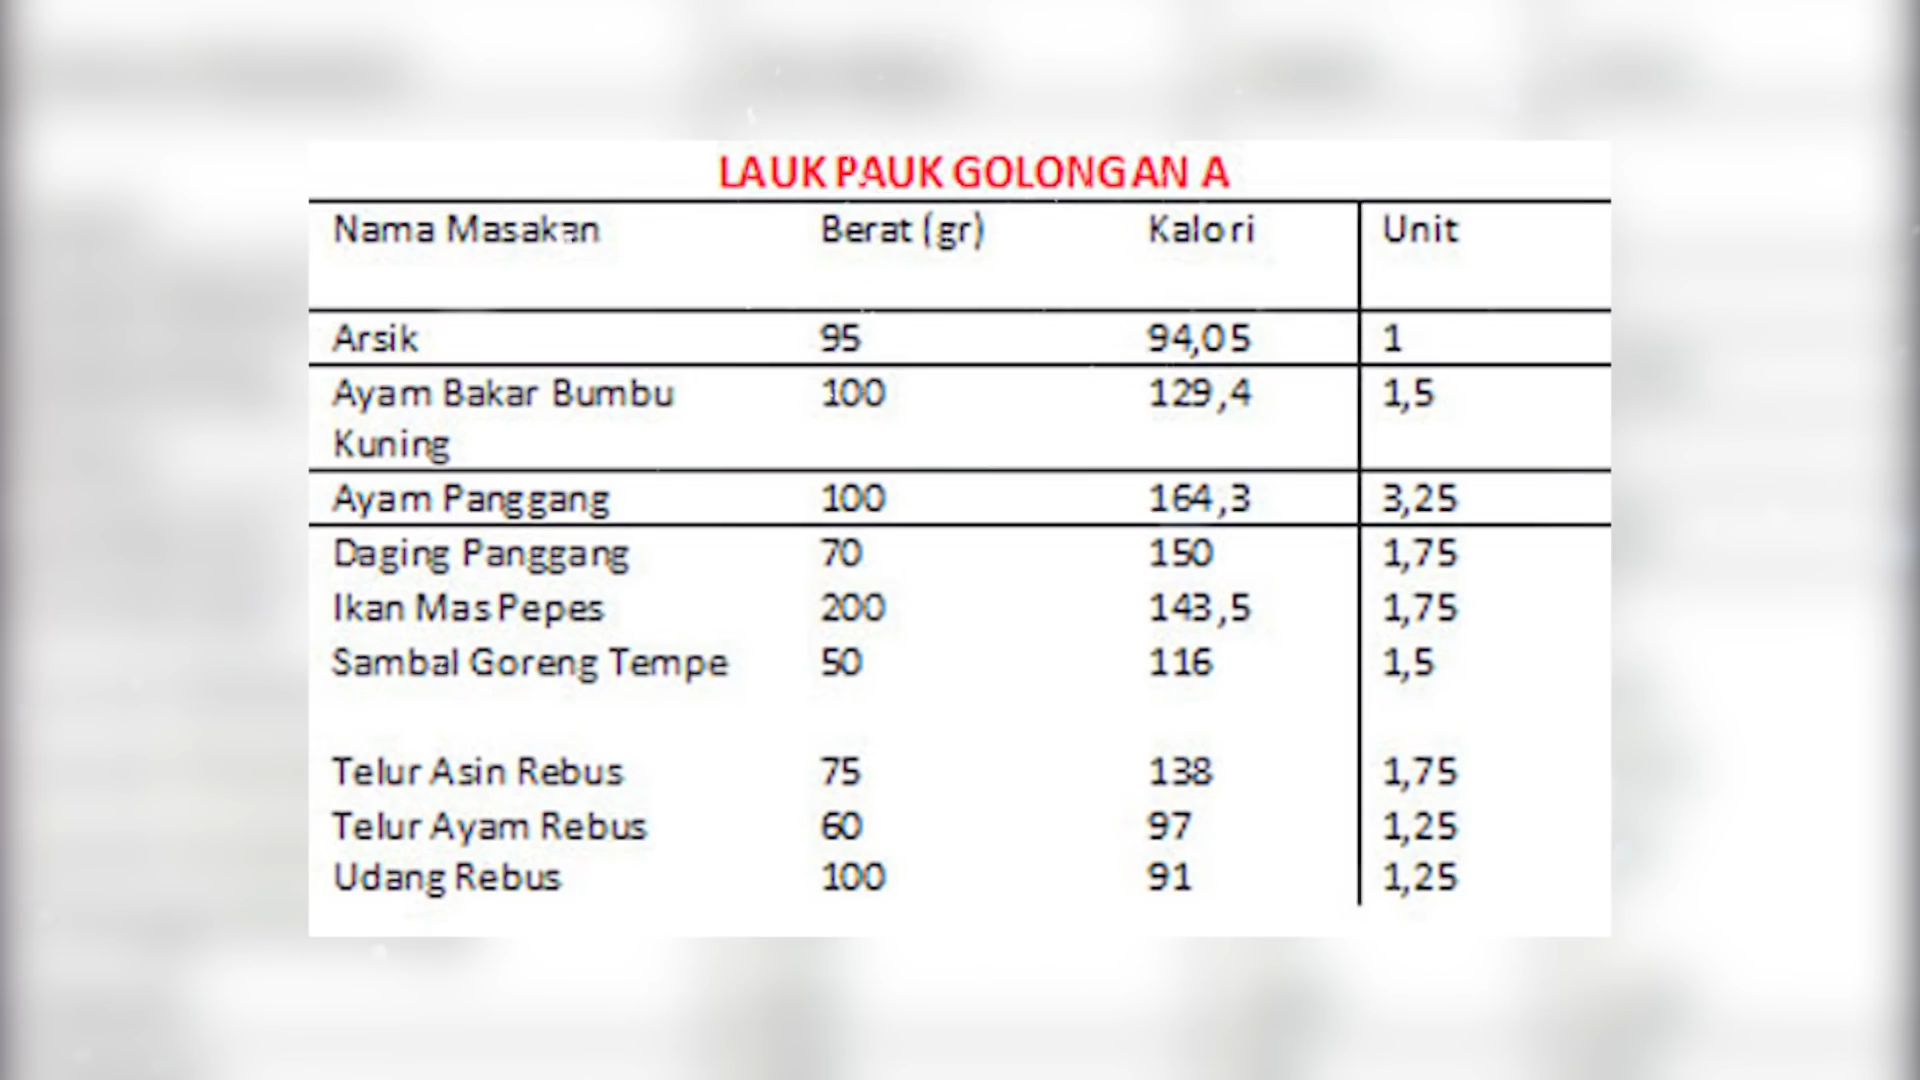 LAUK PAUK GOLONGAN A
Nama Masakan Berat (gr) Kalori Unit
Arsik 95 94,05 1
Ayam Bakar Bumbu 100 129,4 1,5
Kuning
Ayam Panggang 100 164,3 3,25
Daging Panggang 70 150 1,75
Ikan Mas Pepes 200 143,5 1,75
Sambal Goreng Tempe 50 116 1,5
Telur Asin Rebus 75 138 1,75
Telur Ayam Rebus 60 97 1,25
Udang Rebus 100 91 1,25